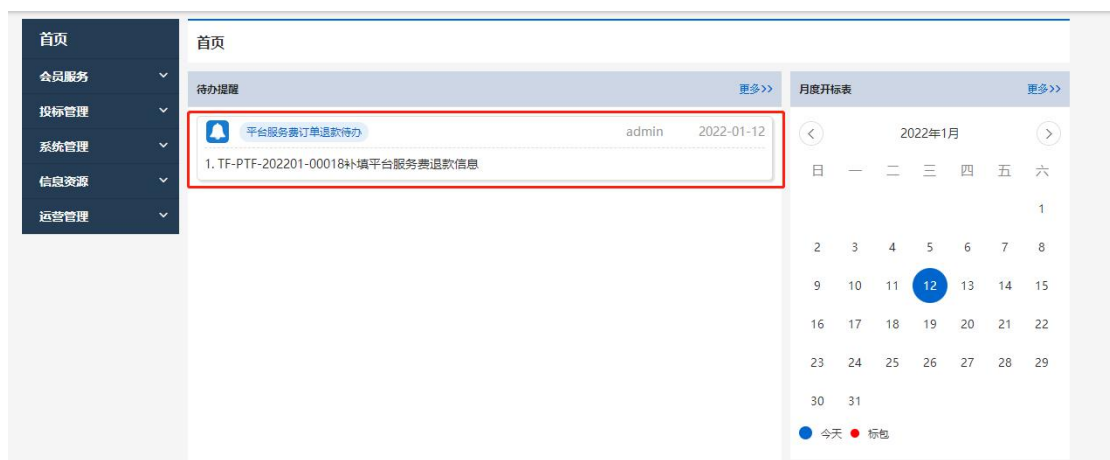 首页
会员服务
投标管理
系统管理
信息资源
运营管理
首页
待办提醒 更多>>
平台服务费订单退款待办 admin 2022-01-12
1. TF-PTF-202201-00018补填平台服务费退款信息
月度开标表 更多>>
2022年1月
日 一 二 三 四 五 六
1
2 3 4 5 6 7 8
9 10 11 12 13 14 15
16 17 18 19 20 21 22
23 24 25 26 27 28 29
30 31
今天 标包